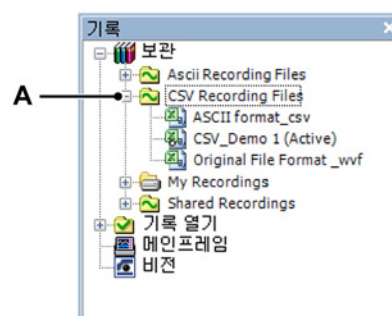 기록
보관
Ascii Recording Files
A
CSV Recording Files
ASCII format_csv
CSV_Demo 1 (Active)
Original File Format _wvf
My Recordings
Shared Recordings
기록 열기
메인프레임
비전